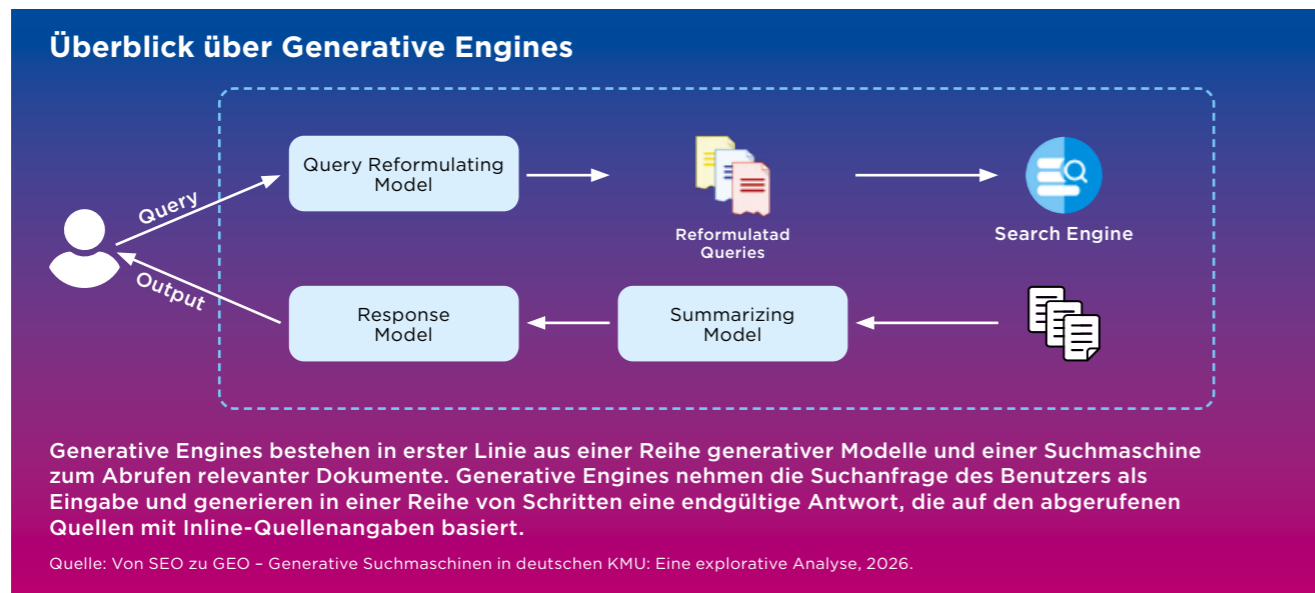 Überblick über Generative Engines
Query
Query Reformulating
Model
Reformulatad
Queries
Search Engine
Output
Response
Model
Summarizing
Model
Generative Engines bestehen in erster Linie aus einer Reihe generativer Modelle und einer Suchmaschine
zum Abrufen relevanter Dokumente. Generative Engines nehmen die Suchanfrage des Benutzers als
Eingabe und generieren in einer Reihe von Schritten eine endgültige Antwort, die auf den abgerufenen
Quellen mit Inline-Quellenangaben basiert.
Quelle: Von SEO zu GEO – Generative Suchmaschinen in deutschen KMU: Eine explorative Analyse, 2026.